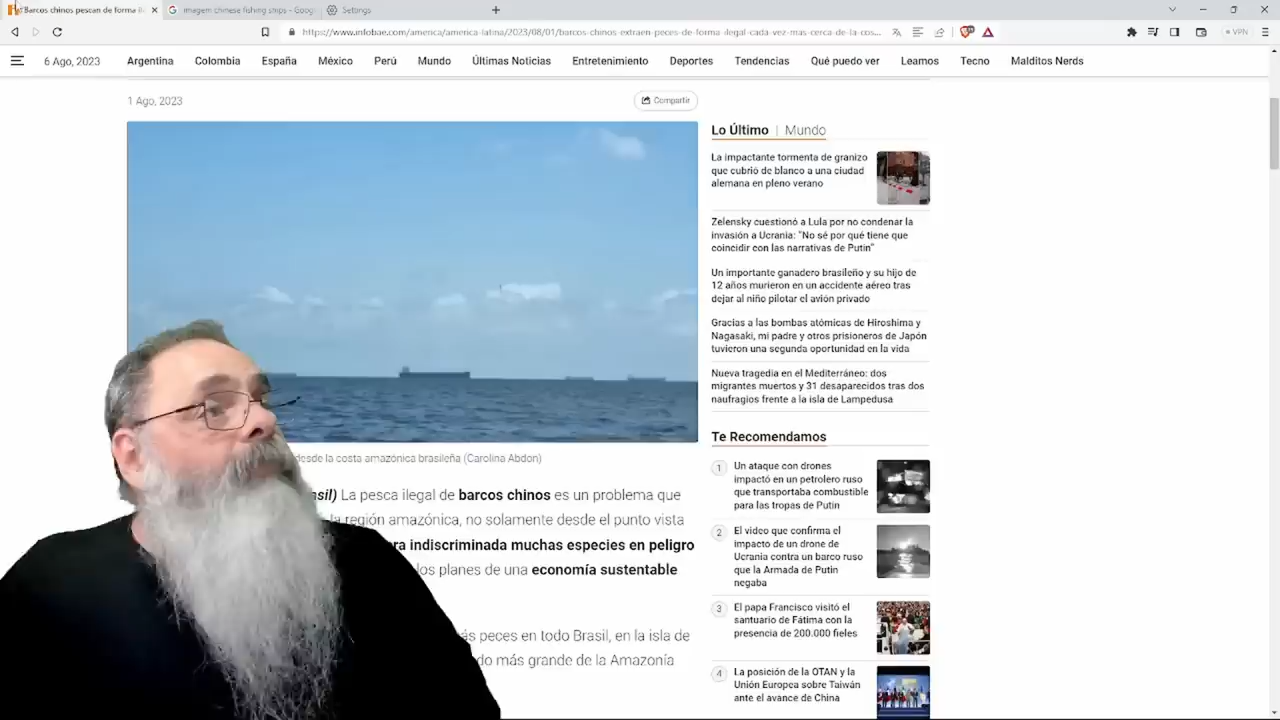 Barcos chinos pescan de forma il
imagem chinese fishing ships - Goog
Settings
https://www.infobae.com/america/america-latina/2023/08/01/barcos-chinos-extraen-peces-de-forma-ilegal-cada-vez-mas-cerca-de-la-cos...
VPN
6 Ago, 2023
Argentina
Colombia
España
México
Perú
Mundo
Últimas Noticias
Entretenimiento
Deportes
Tendencias
Qué puedo ver
Leamos
Tecno
Malditos Nerds
1 Ago, 2023
Compartir
desde la costa amazónica brasileña (Carolina Abdon)
sil) La pesca ilegal de barcos chinos es un problema que
la región amazónica, no solamente desde el punto vista
ra indiscriminada muchas especies en peligro
los planes de una economía sustentable
ás peces en todo Brasil, en la isla de
do más grande de la Amazonía
Lo Último | Mundo
La impactante tormenta de granizo
que cubrió de blanco a una ciudad
alemana en pleno verano
Zelensky cuestionó a Lula por no condenar la
invasión a Ucrania: "No sé por qué tiene que
coincidir con las narrativas de Putin"
Un importante ganadero brasileño y su hijo de
12 años murieron en un accidente aéreo tras
dejar al niño pilotar el avión privado
Gracias a las bombas atómicas de Hiroshima y
Nagasaki, mi padre y otros prisioneros de Japón
tuvieron una segunda oportunidad en la vida
Nueva tragedia en el Mediterráneo: dos
migrantes muertos y 31 desaparecidos tras dos
naufragios frente a la isla de Lampedusa
Te Recomendamos
1
Un ataque con drones
impactó en un petrolero ruso
que transportaba combustible
para las tropas de Putin
2
El video que confirma el
impacto de un drone de
Ucrania contra un barco ruso
que la Armada de Putin
negaba
3
El papa Francisco visitó el
santuario de Fátima con la
presencia de 200.000 fieles
4
La posición de la OTAN y la
Unión Europea sobre Taiwán
ante el avance de China